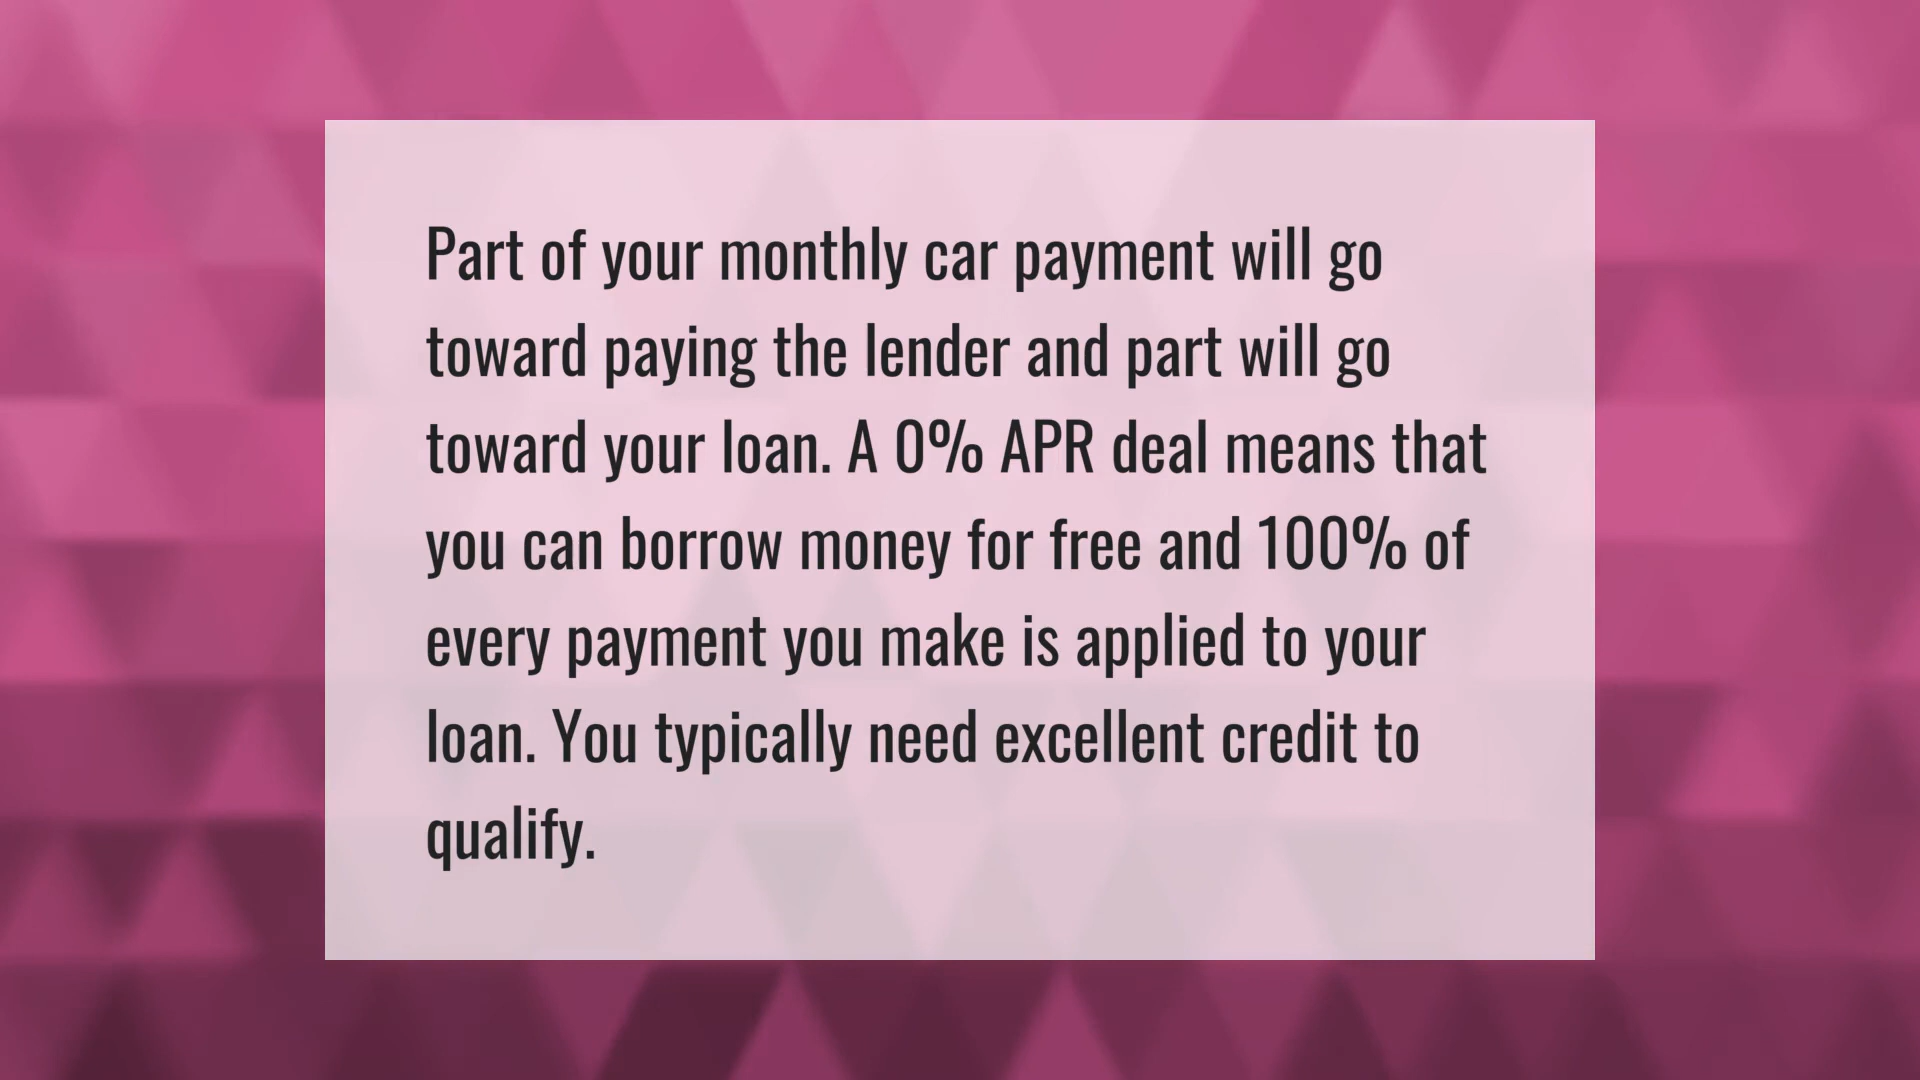 Part of your monthly car payment will go
toward paying the lender and part will go
toward your loan. A 0% APR deal means that
you can borrow money for free and 100% of
every payment you make is applied to your
loan. You typically need excellent credit to
qualify.